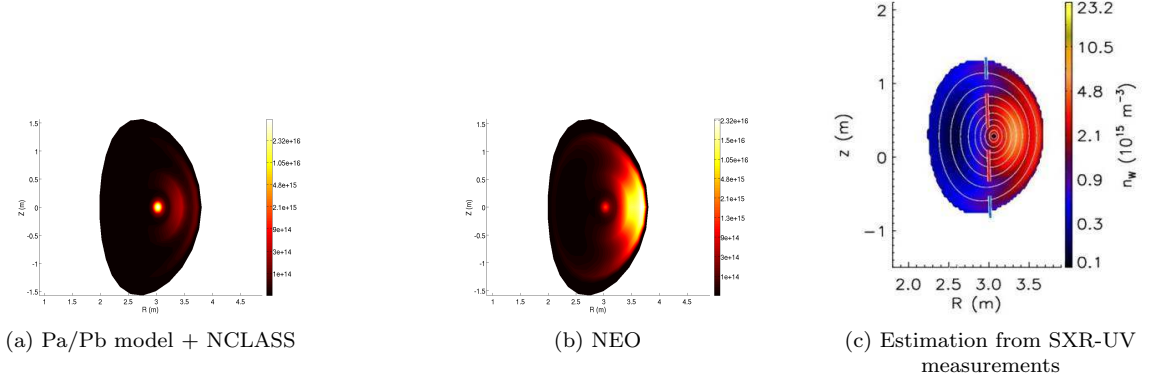 2.32e+16
1.05e+16
4.8e+15
2.1e+15
9e+14
3e+14
1e+14
1.5
1
0.5
0
-0.5
-1
-1.5
Z (m)
1 1.5 2 2.5 3 3.5 4 4.5
R (m)
(a) Pa/Pb model + NCLASS
2.32e+16
1.05e+16
4.8e+15
2.1e+15
9e+14
3e+14
1e+14
1.5
1
0.5
0
-0.5
-1
-1.5
Z (m)
1 1.5 2 2.5 3 3.5 4 4.5
R (m)
(b) NEO
2
1
0
-1
z (m)
2.0 2.5 3.0 3.5
R (m)
23.2
10.5
4.8
2.1
0.9
0.3
0.1
n_W (10^15 m^-3)
(c) Estimation from SXR-UV
measurements